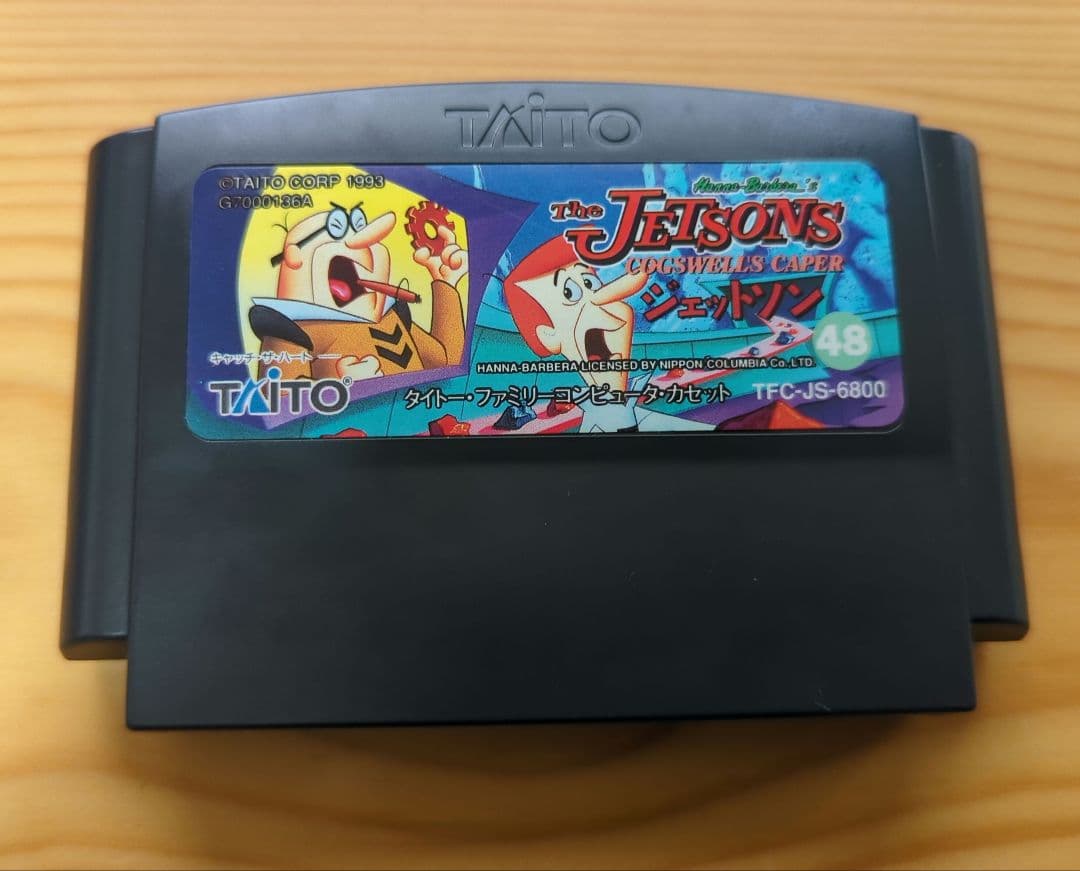 TAiTO
©TAITO CORP 1993
G7000136A
Hanna-Barbera's
The JETSONS
COGSWELL'S CAPER
ジェットソン
48
HANNA-BARBERA LICENSED BY NIPPON COLUMBIA Co., LTD.
キャッチ・ザ・ハート
TAiTO®
タイトー・ファミリーコンピュータ・カセット
TFC-JS-6800